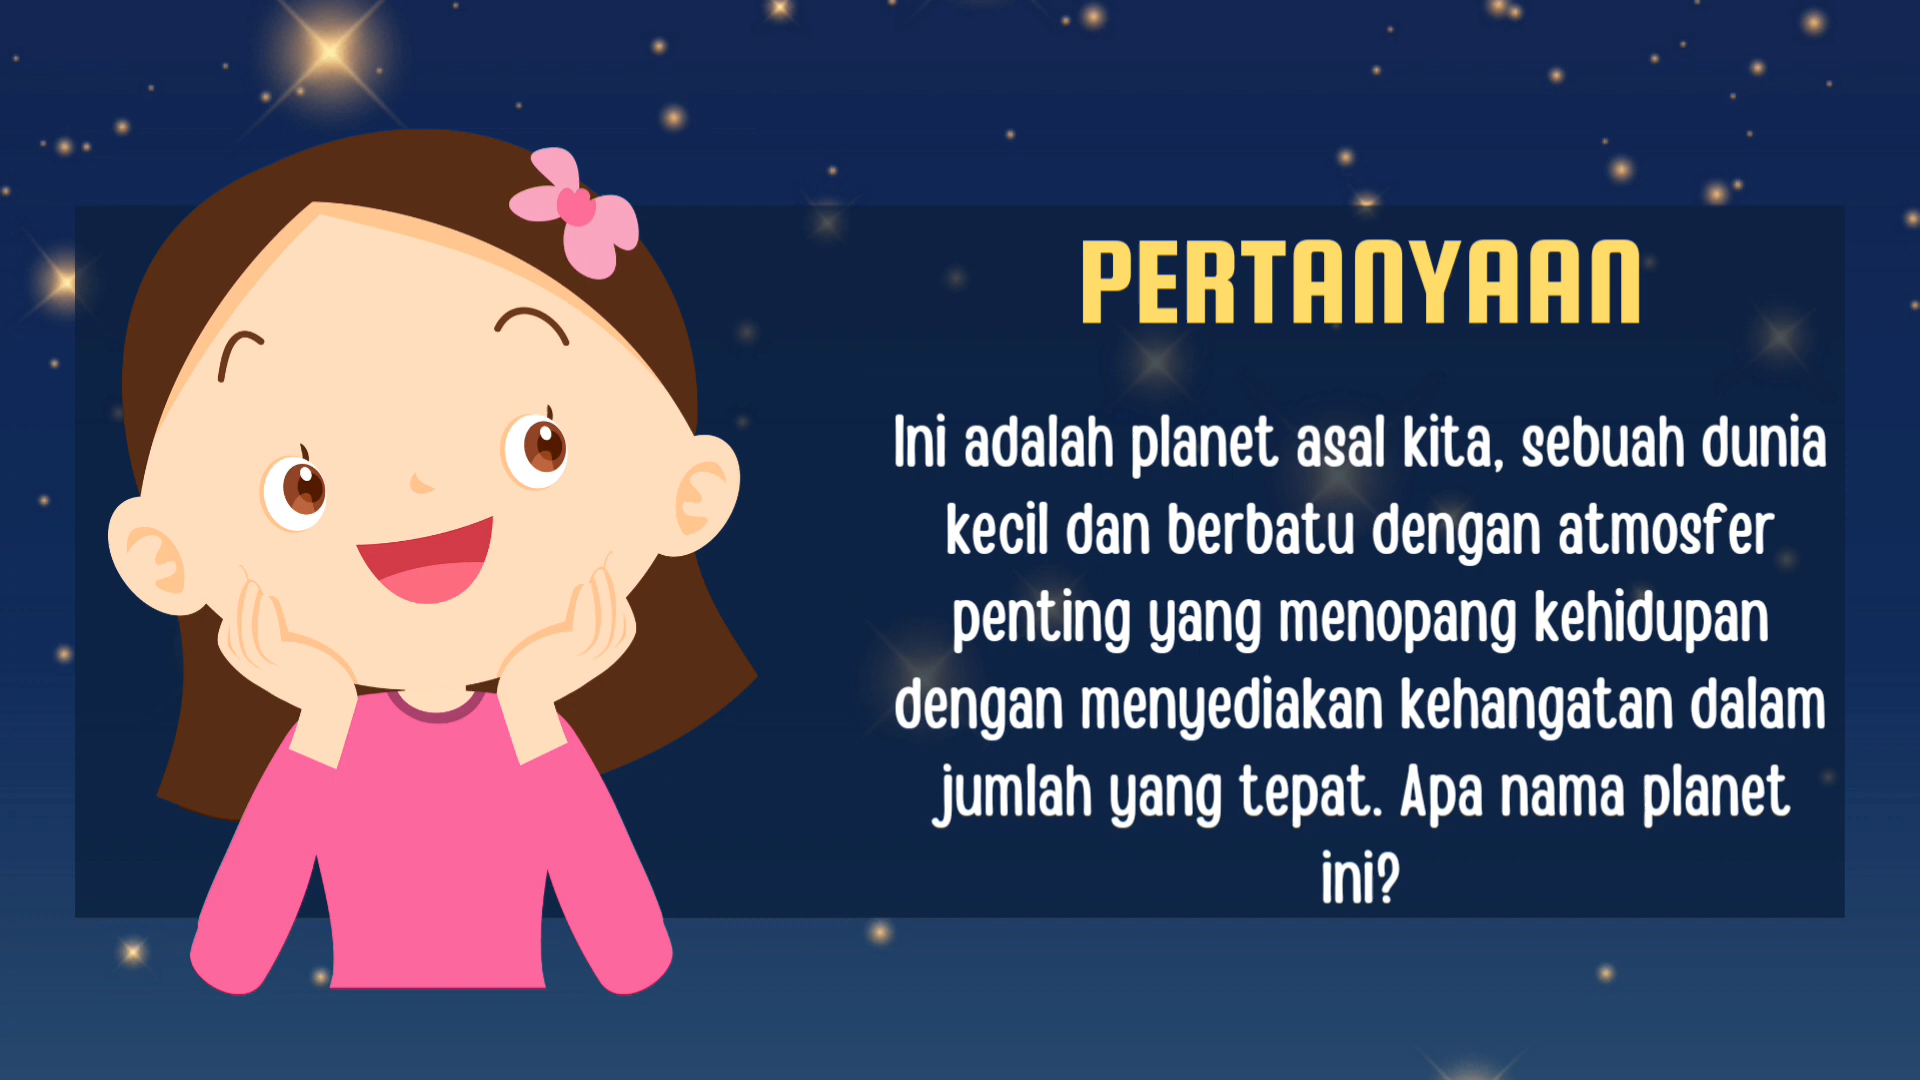 PERTANYAAN
Ini adalah planet asal kita, sebuah dunia
kecil dan berbatu dengan atmosfer
penting yang menopang kehidupan
dengan menyediakan kehangatan dalam
jumlah yang tepat. Apa nama planet
ini?